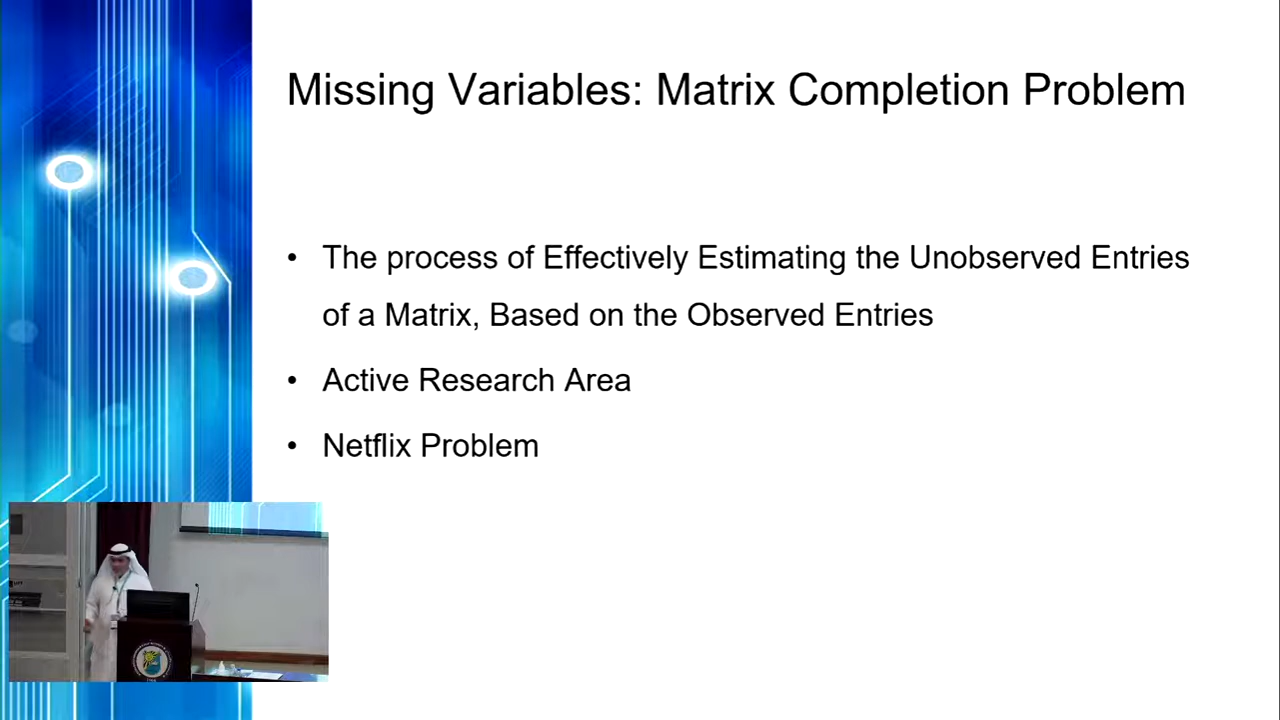 Missing Variables: Matrix Completion Problem
• The process of Effectively Estimating the Unobserved Entries
of a Matrix, Based on the Observed Entries
• Active Research Area
• Netflix Problem